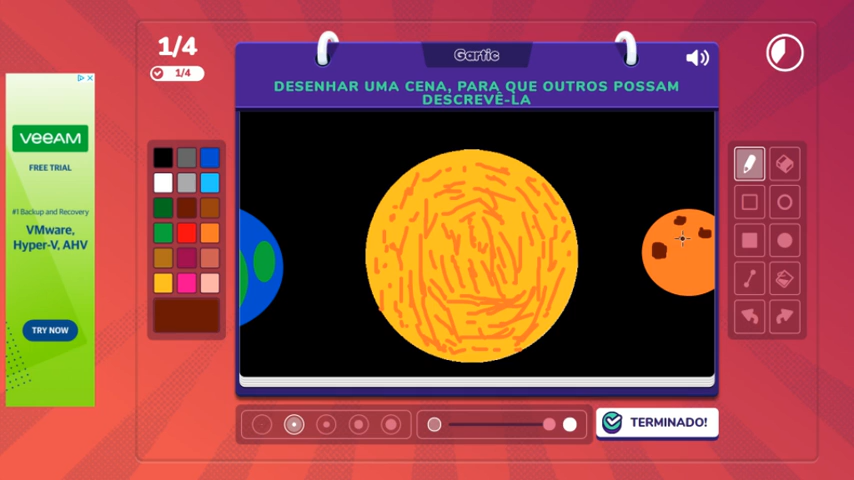 1/4
1/4
Gartic
DESENHAR UMA CENA, PARA QUE OUTROS POSSAM
DESCREVÊ-LA
veeam
FREE TRIAL
#1 Backup and Recovery
VMware,
Hyper-V, AHV
TRY NOW
TERMINADO!